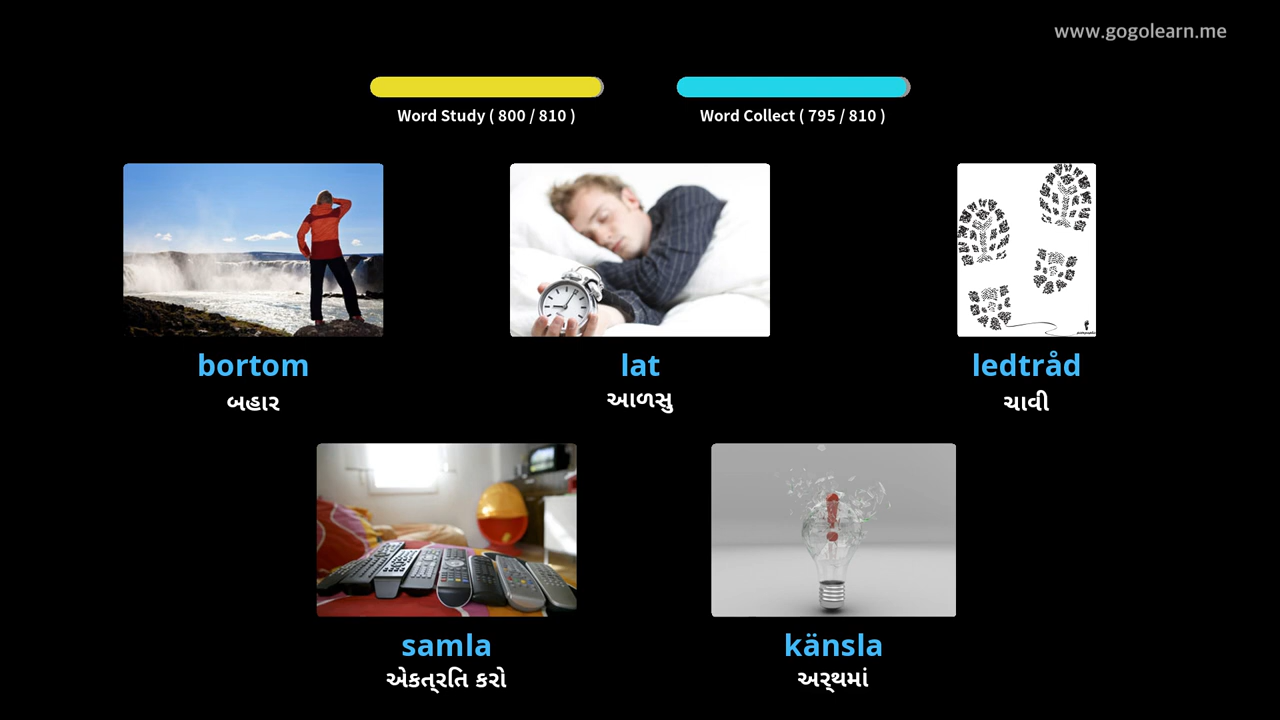 www.gogolearn.me
Word Study ( 800 / 810 )
Word Collect ( 795 / 810 )
bortom
બહાર
lat
આળસુ
ledtråd
ચાવી
samla
એકત્રિત કરો
känsla
અર્થમાં